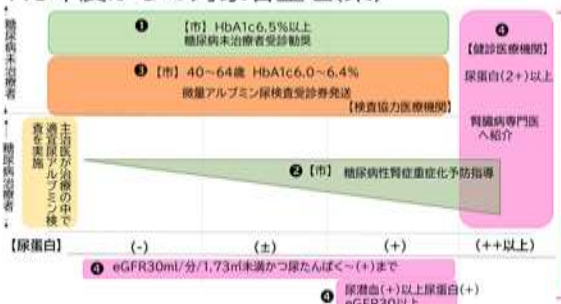 ❶ 【市】HbA1c6.5%以上
糖尿病未治療者受診勧奨
❸【市】40～64歳 HbA1c6.0～6.4%
微量アルブミン尿検査受診券発送
【検査協力医療機関】
❹
【健診医療機関】
尿蛋白(2+)以上
腎臓病専門医
へ紹介
糖尿病未治療者
糖尿病治療者
主治医が治療の中で
適宜尿アルブミン検
査を実施
❷【市】 糖尿病性腎症重症化予防指導
【尿蛋白】 (-) (±) (+) (++以上)
❹ eGFR30ml/分/1,73㎡未満かつ尿たんぱく～(+)まで
❹ 尿潜血(+)以上尿蛋白(+)
eGFR30以上